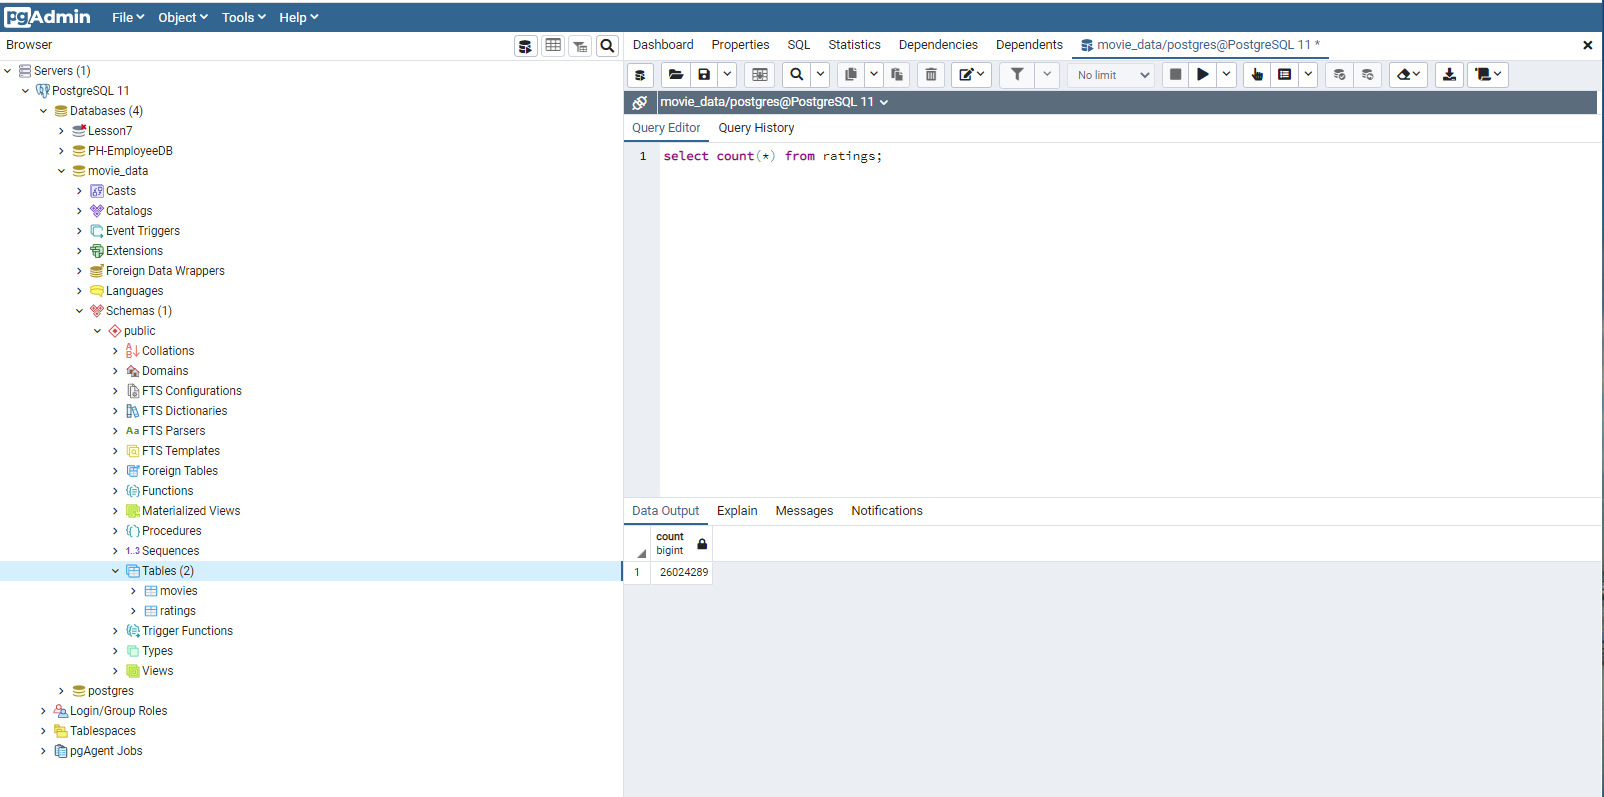 pgAdmin File Object Tools Help
Browser
Servers (1)
PostgreSQL 11
Databases (4)
Lesson7
PH-EmployeeDB
movie_data
Casts
Catalogs
Event Triggers
Extensions
Foreign Data Wrappers
Languages
Schemas (1)
public
Collations
Domains
FTS Configurations
FTS Dictionaries
Aa FTS Parsers
FTS Templates
Foreign Tables
Functions
Materialized Views
Procedures
1..3 Sequences
Tables (2)
movies
ratings
Trigger Functions
Types
Views
postgres
Login/Group Roles
Tablespaces
pgAgent Jobs
Dashboard Properties SQL Statistics Dependencies Dependents movie_data/postgres@PostgreSQL 11 *
No limit
movie_data/postgres@PostgreSQL 11
Query Editor Query History
1 select count(*) from ratings;
Data Output Explain Messages Notifications
count
bigint
1 26024289